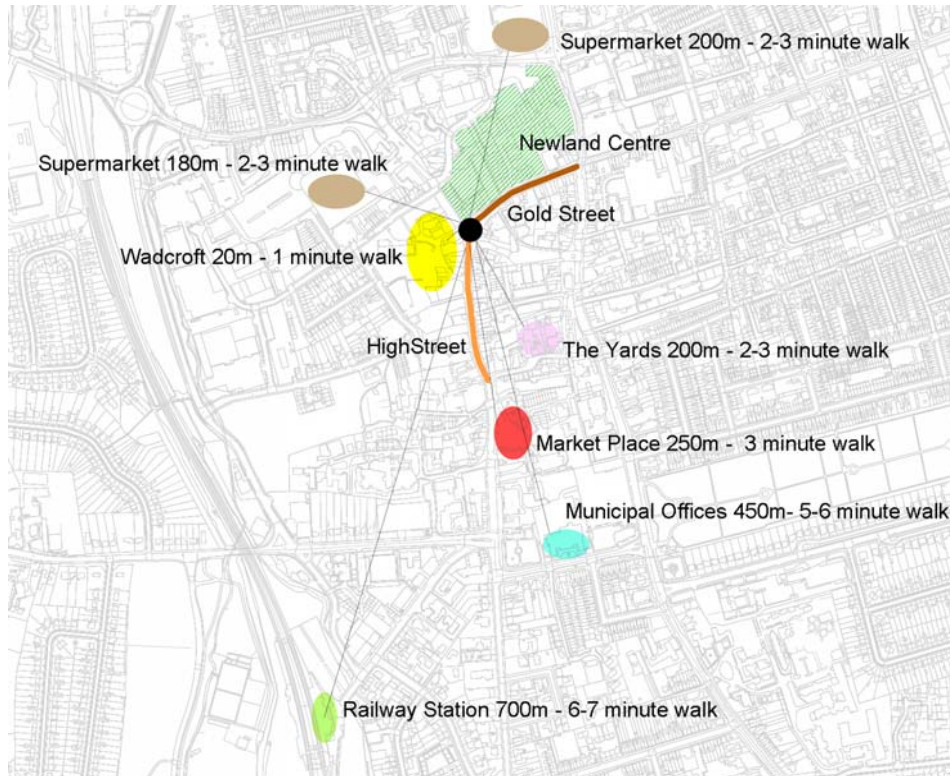 Supermarket 200m - 2-3 minute walk
Newland Centre
Supermarket 180m - 2-3 minute walk
Gold Street
Wadcroft 20m - 1 minute walk
HighStreet
The Yards 200m - 2-3 minute walk
Market Place 250m - 3 minute walk
Municipal Offices 450m- 5-6 minute walk
Railway Station 700m - 6-7 minute walk